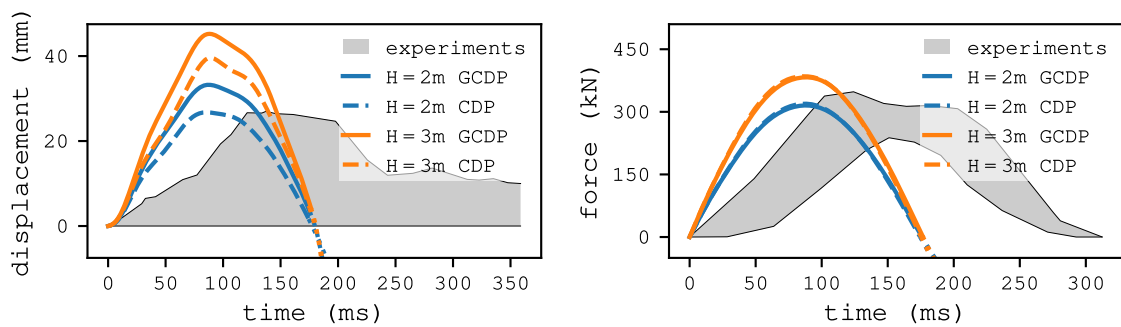 displacement (mm)
40
20
0
experiments
H = 2m GCDP
H = 2m CDP
H = 3m GCDP
H = 3m CDP
0 50 100 150 200 250 300 350
time (ms)
force (kN)
450
300
150
0
experiments
H = 2m GCDP
H = 2m CDP
H = 3m GCDP
H = 3m CDP
0 50 100 150 200 250 300
time (ms)